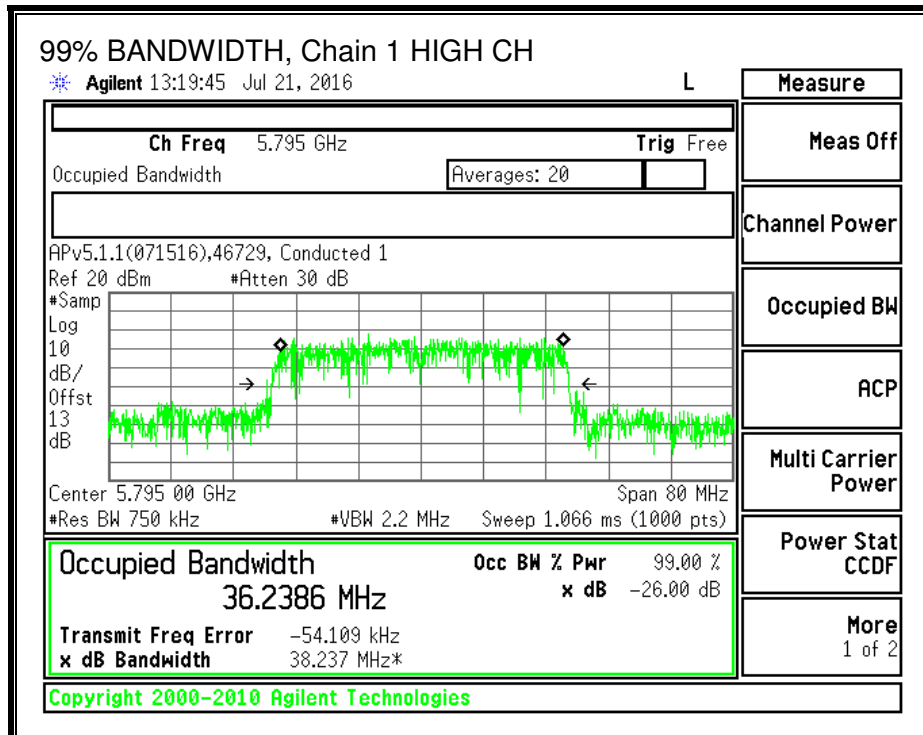 99% BANDWIDTH, Chain 1 HIGH CH
Agilent 13:19:45 Jul 21, 2016 L
Measure
Ch Freq 5.795 GHz Trig Free
Meas Off
Occupied Bandwidth Averages: 20
Channel Power
APv5.1.1(071516),46729, Conducted 1
Ref 20 dBm #Atten 30 dB
#Samp
Log
10
dB/
Offst
13
dB
Occupied BW
ACP
Multi Carrier
Power
Center 5.795 00 GHz Span 80 MHz
#Res BW 750 kHz #VBW 2.2 MHz Sweep 1.066 ms (1000 pts)
Power Stat
CCDF
Occupied Bandwidth Occ BW % Pwr 99.00 %
36.2386 MHz x dB -26.00 dB
Transmit Freq Error -54.109 kHz
x dB Bandwidth 38.237 MHz*
More
1 of 2
Copyright 2000-2010 Agilent Technologies